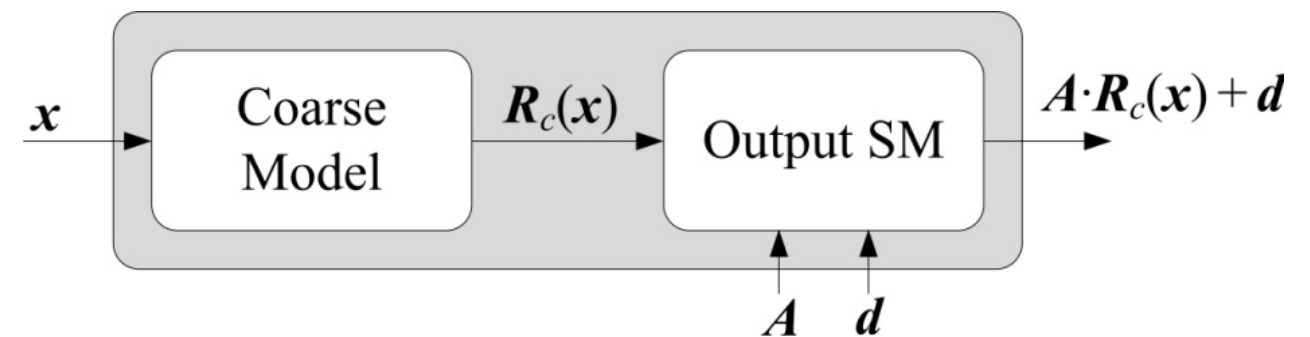 x
Coarse
Model
R_c(x)
Output SM
A·R_c(x) + d
A
d